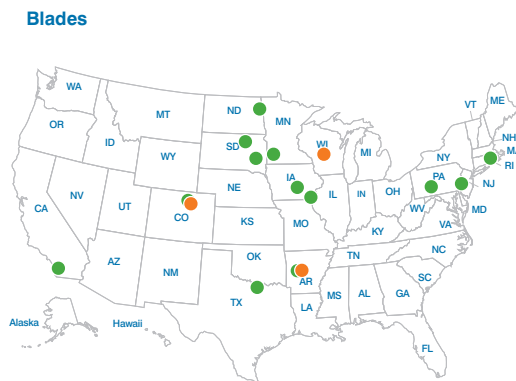 Blades
WA
MT
ND
MN
VT
ME
OR
ID
WY
SD
WI
MI
NY
NH
RI
IA
PA
NJ
NE
NV
UT
CO
IL
IN
OH
CA
KS
MO
WV
MD
VA
KY
NC
AZ
NM
OK
AR
TN
SC
TX
LA
MS
AL
GA
FL
Alaska
Hawaii